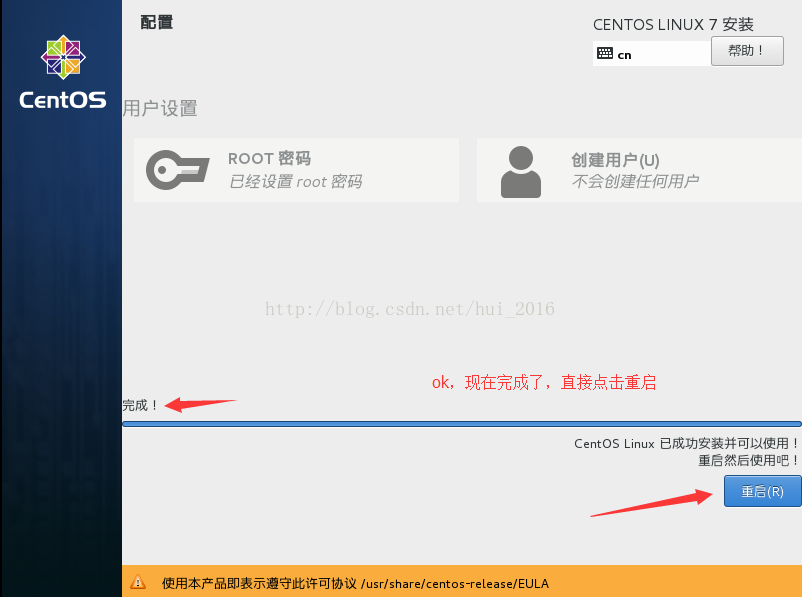 配置
CENTOS LINUX 7 安装
cn
帮助！
CentOS
用户设置
ROOT 密码
已经设置 root 密码
创建用户(U)
不会创建任何用户
http://blog.csdn.net/hui_2016
ok，现在完成了，直接点击重启
完成！
CentOS Linux 已成功安装并可以使用！
重启然后使用吧！
重启(R)
使用本产品即表示遵守此许可协议 /usr/share/centos-release/EULA